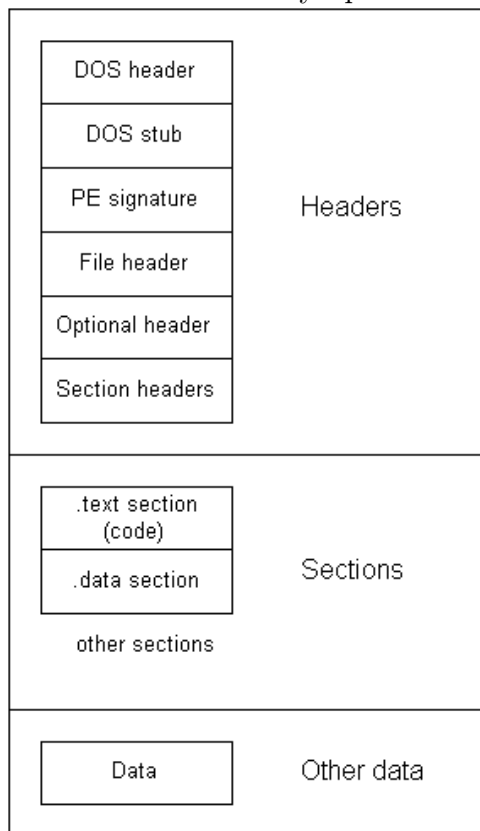 DOS header
DOS stub
PE signature
Headers
File header
Optional header
Section headers
.text section
(code)
Sections
.data section
other sections
Data
Other data